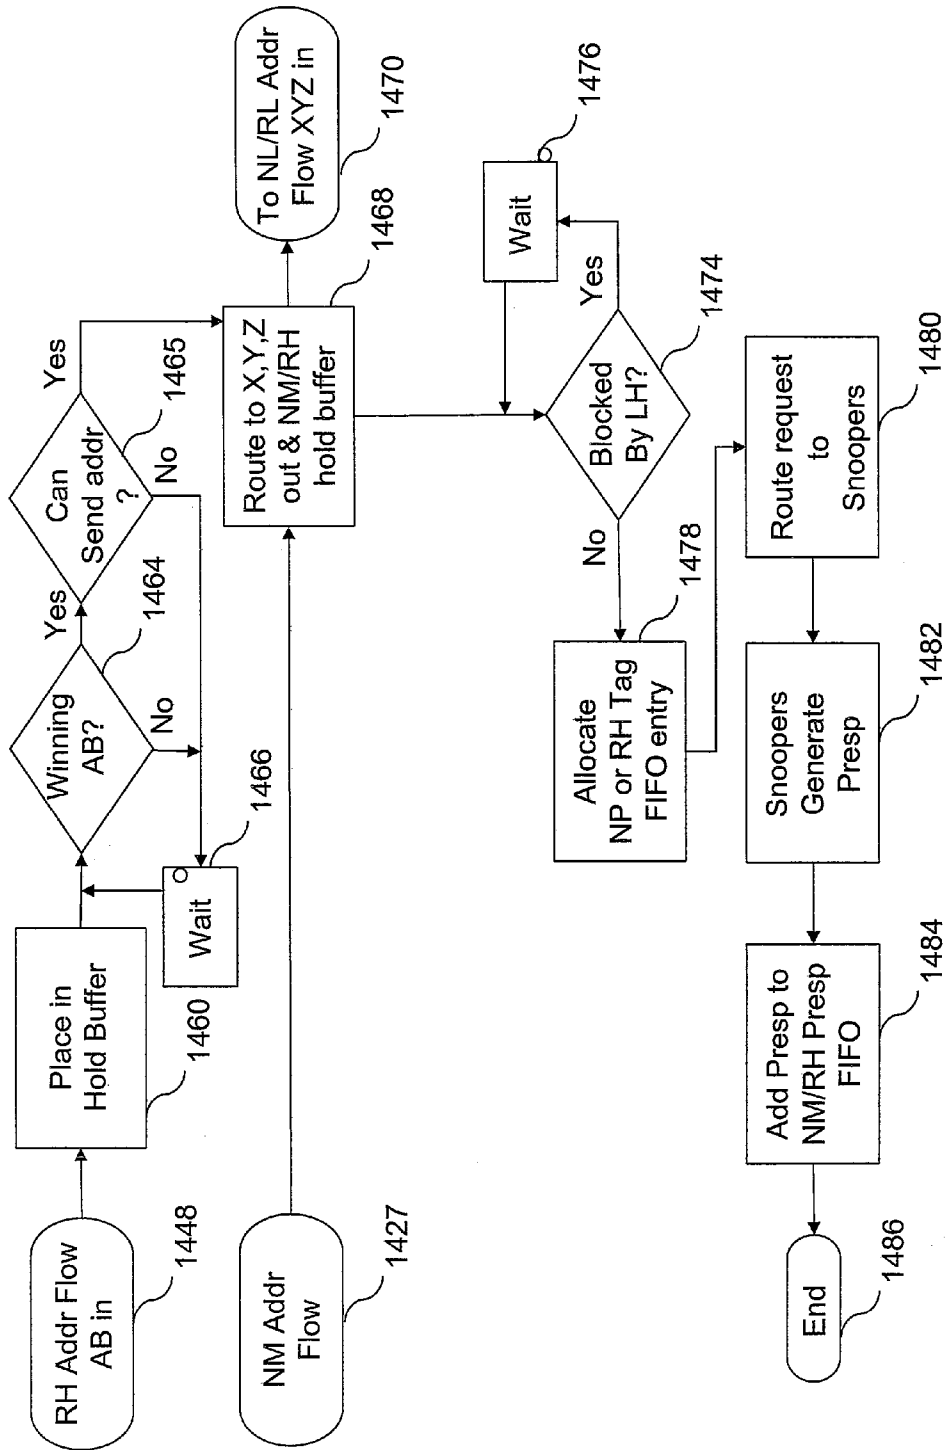 RH Addr Flow
AB in
1448
Place in
Hold Buffer
1460
Winning
AB?
1464
Yes
No
Can
Send addr
?
1465
Yes
No
Wait
1466
NM Addr
Flow
1427
Route to X,Y,Z
out & NM/RH
hold buffer
1468
To NL/RL Addr
Flow XYZ in
1470
Blocked
By LH?
1474
Yes
No
Wait
1476
Allocate
NP or RH Tag
FIFO entry
1478
Route request
to
Snoopers
1480
Snoopers
Generate
Presp
1482
Add Presp to
NM/RH Presp
FIFO
1484
End
1486